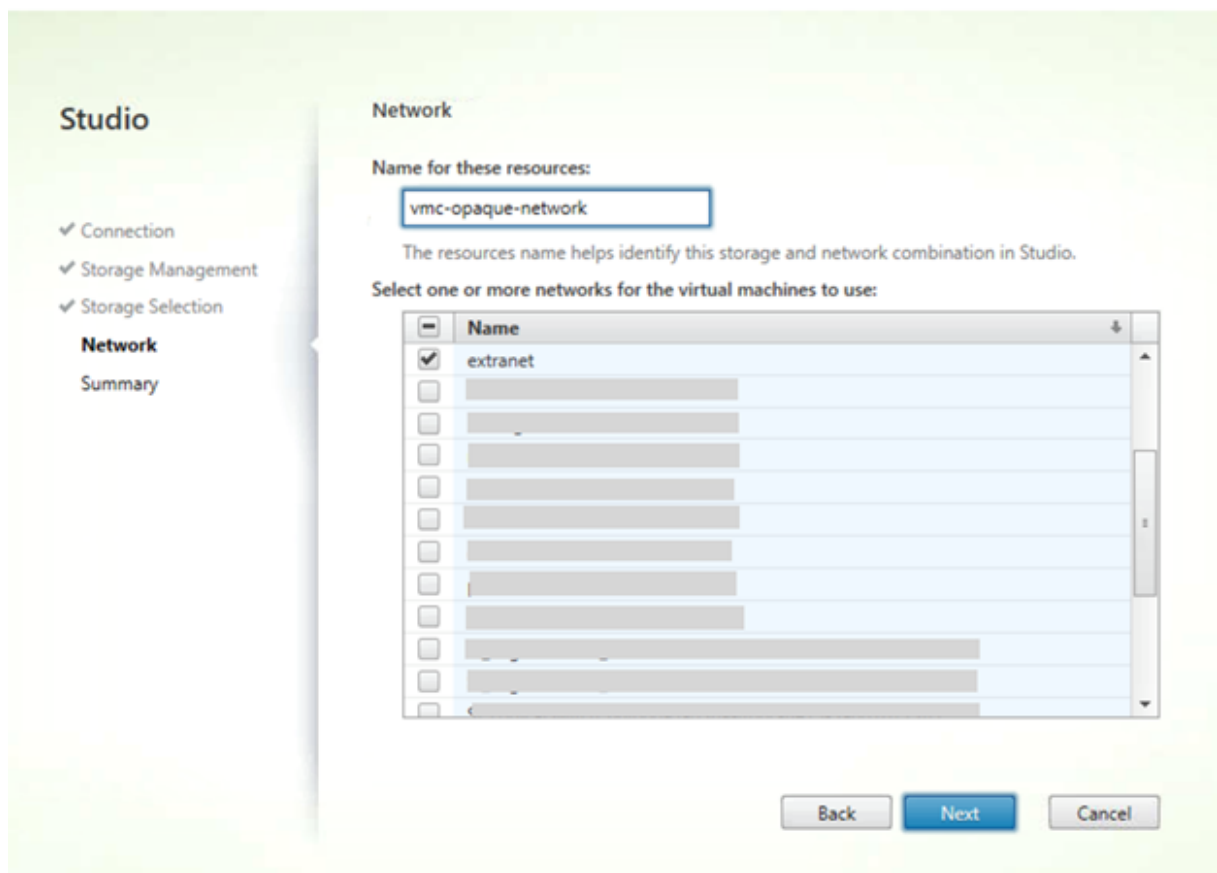 Studio
Connection
Storage Management
Storage Selection
Network
Summary
Network
Name for these resources:
vmc-opaque-network
The resources name helps identify this storage and network combination in Studio.
Select one or more networks for the virtual machines to use:
Name
extranet
Back
Next
Cancel